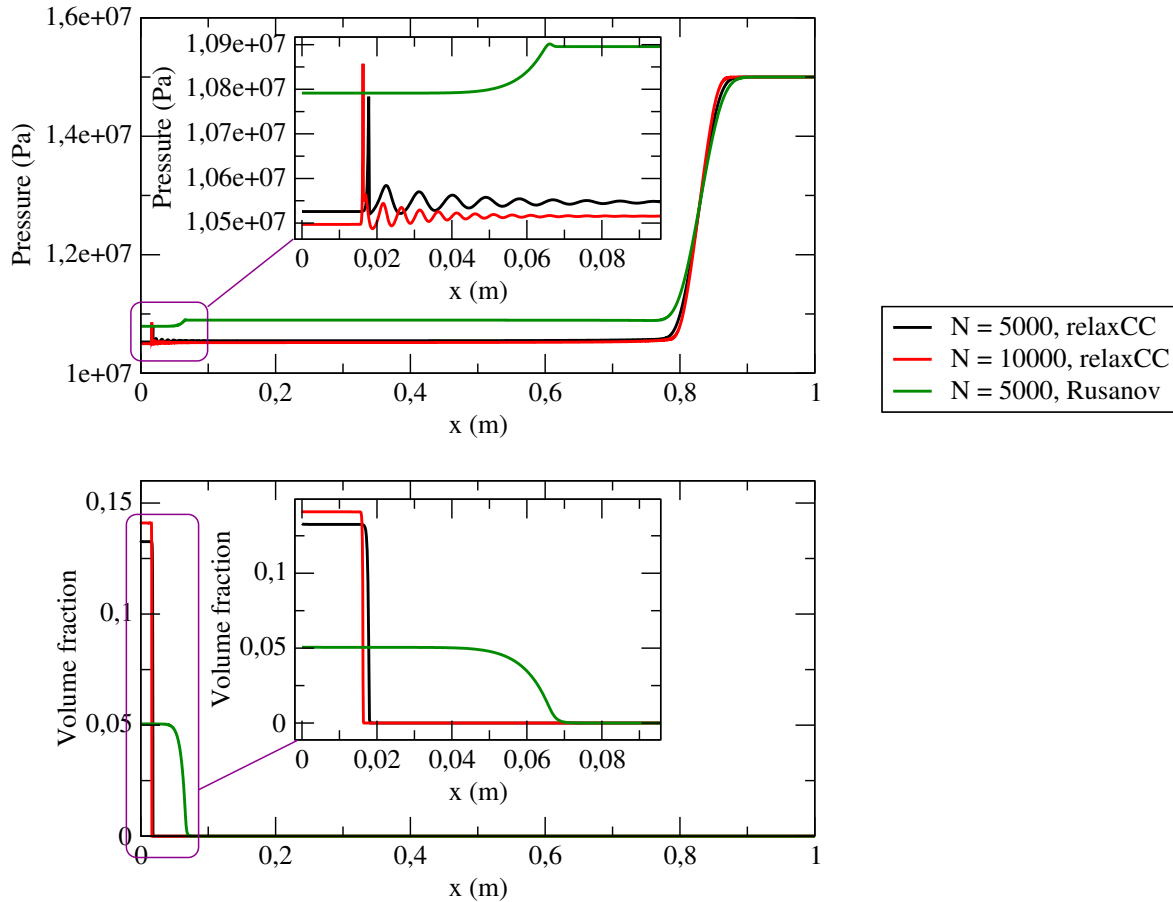 1,6e+07
1,4e+07
1,2e+07
1e+07
Pressure (Pa)
0 0,2 0,4 0,6 0,8 1
x (m)
1,09e+07
1,08e+07
1,07e+07
1,06e+07
1,05e+07
Pressure (Pa)
0 0,02 0,04 0,06 0,08
x (m)
N = 5000, relaxCC
N = 10000, relaxCC
N = 5000, Rusanov
0,15
0,1
0,05
0
Volume fraction
0 0,2 0,4 0,6 0,8 1
x (m)
0,1
0,05
0
Volume fraction
0 0,02 0,04 0,06 0,08
x (m)